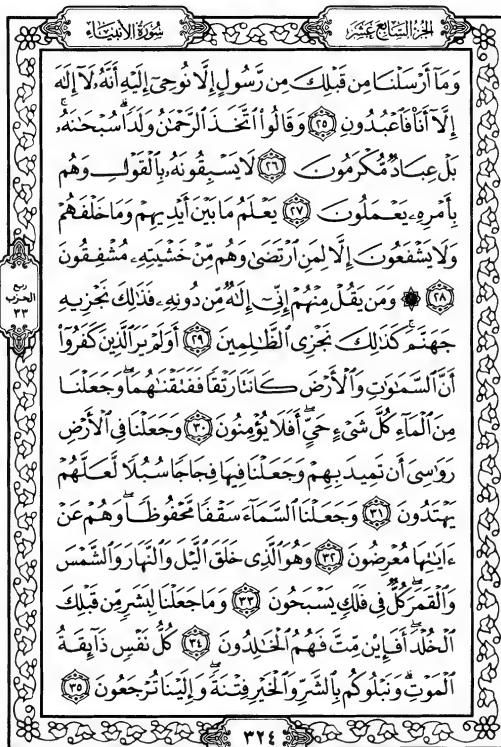 الجزء السابع عشر
سورة الأنبياء
وَمَآ أَرْسَلْنَا مِن قَبْلِكَ مِن رَّسُولٍ إِلَّا نُوحِىٓ إِلَيْهِ أَنَّهُۥ لَآ إِلَٰهَ
إِلَّآ أَنَا۠ فَٱعْبُدُونِ ٢٥ وَقَالُوا۟ ٱتَّخَذَ ٱلرَّحْمَٰنُ وَلَدًا ۗ سُبْحَٰنَهُۥ ۚ
بَلْ عِبَادٌ مُّكْرَمُونَ ٢٦ لَا يَسْبِقُونَهُۥ بِٱلْقَوْلِ وَهُم
بِأَمْرِهِۦ يَعْمَلُونَ ٢٧ يَعْلَمُ مَا بَيْنَ أَيْدِيهِمْ وَمَا خَلْفَهُمْ
وَلَا يَشْفَعُونَ إِلَّا لِمَنِ ٱرْتَضَىٰ وَهُم مِّنْ خَشْيَتِهِۦ مُشْفِقُونَ
٢٨ ۞ وَمَن يَقُلْ مِنْهُمْ إِنِّىٓ إِلَٰهٌ مِّن دُونِهِۦ فَذَٰلِكَ نَجْزِيهِ
جَهَنَّمَ ۚ كَذَٰلِكَ نَجْزِى ٱلظَّٰلِمِينَ ٢٩ أَوَلَمْ يَرَ ٱلَّذِينَ كَفَرُوٓا۟
أَنَّ ٱلسَّمَٰوَٰتِ وَٱلْأَرْضَ كَانَتَا رَتْقًا فَفَتَقْنَٰهُمَا ۖ وَجَعَلْنَا
مِنَ ٱلْمَآءِ كُلَّ شَىْءٍ حَىٍّ ۖ أَفَلَا يُؤْمِنُونَ ٣٠ وَجَعَلْنَا فِى ٱلْأَرْضِ
رَوَٰسِىَ أَن تَمِيدَ بِهِمْ وَجَعَلْنَا فِيهَا فِجَاجًا سُبُلًا لَّعَلَّهُمْ
يَهْتَدُونَ ٣١ وَجَعَلْنَا ٱلسَّمَآءَ سَقْفًا مَّحْفُوظًا ۖ وَهُمْ عَنْ
ءَايَٰتِهَا مُعْرِضُونَ ٣٢ وَهُوَ ٱلَّذِى خَلَقَ ٱلَّيْلَ وَٱلنَّهَارَ وَٱلشَّمْسَ
وَٱلْقَمَرَ ۖ كُلٌّ فِى فَلَكٍ يَسْبَحُونَ ٣٣ وَمَا جَعَلْنَا لِبَشَرٍ مِّن قَبْلِكَ
ٱلْخُلْدَ ۖ أَفَإِي۟ن مِّتَّ فَهُمُ ٱلْخَٰلِدُونَ ٣٤ كُلُّ نَفْسٍ ذَآئِقَةُ
ٱلْمَوْتِ ۗ وَنَبْلُوكُم بِٱلشَّرِّ وَٱلْخَيْرِ فِتْنَةً ۖ وَإِلَيْنَا تُرْجَعُونَ ٣٥
ربع
الحزب
٣٣
٣٢٤